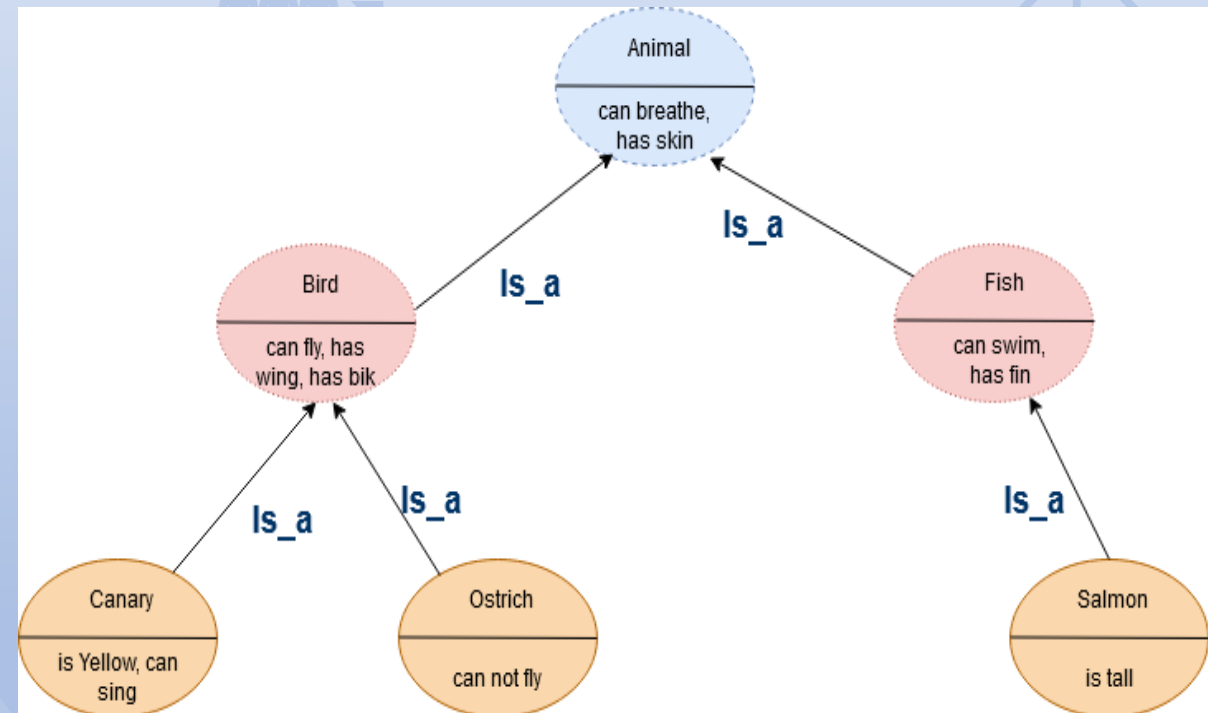 Animal
can breathe,
has skin
Is_a
Is_a
Bird
can fly, has
wing, has bik
Fish
can swim,
has fin
Is_a
Is_a
Is_a
Canary
is Yellow, can
sing
Ostrich
can not fly
Salmon
is tall